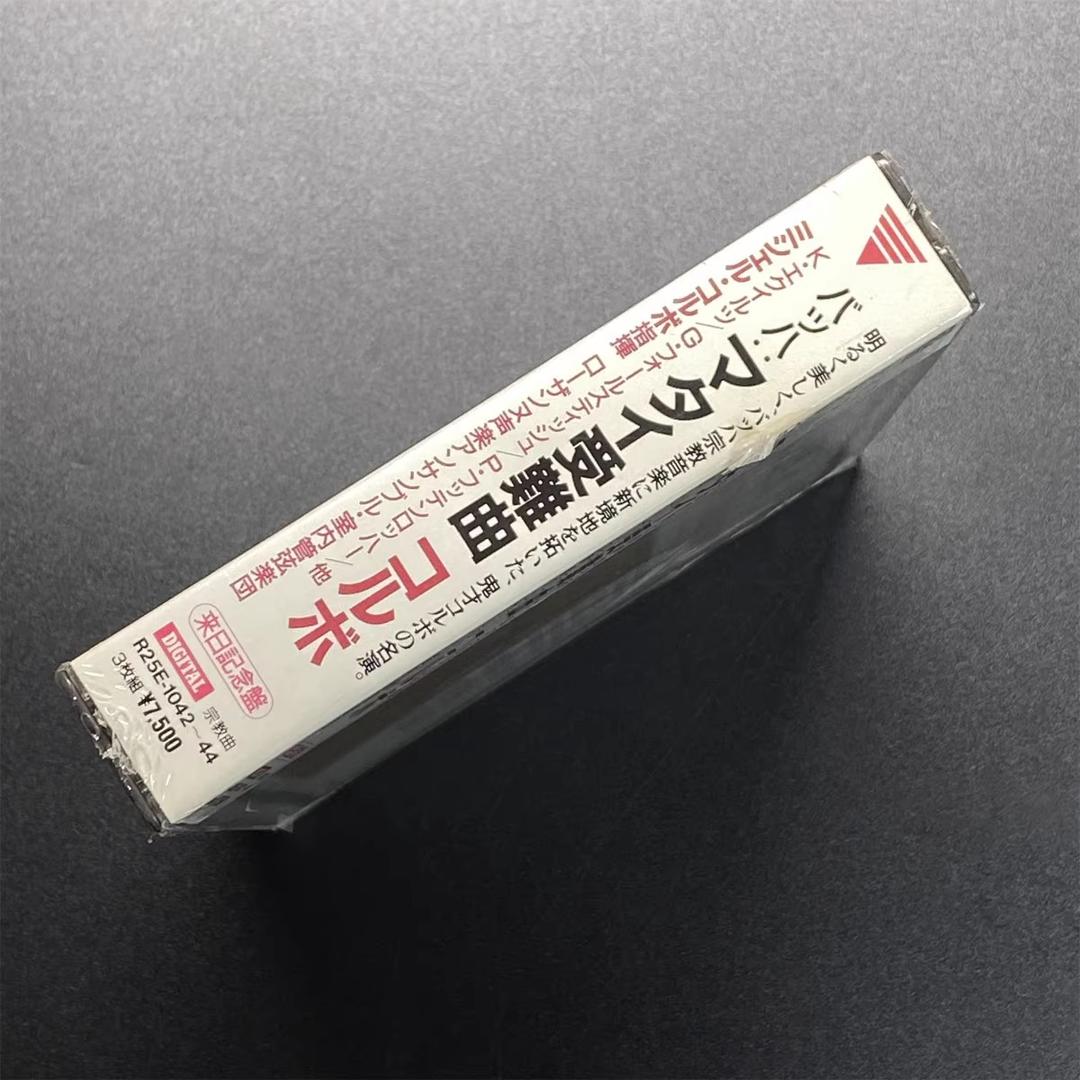 明るく美しく、バッハ宗教音楽に新境地を拓いた、鬼才コルボの名演。
バッハ:マタイ受難曲 コルボ
ミシェル・コルボ指揮 ローザンヌ声楽アンサンブル・室内管弦楽団
K・エクィルツ/G・フォールスティッシュ/P・フッテンロッハー/他
来日記念盤
DIGITAL 宗教曲
R25E-1042～44
3枚組 ¥7,500